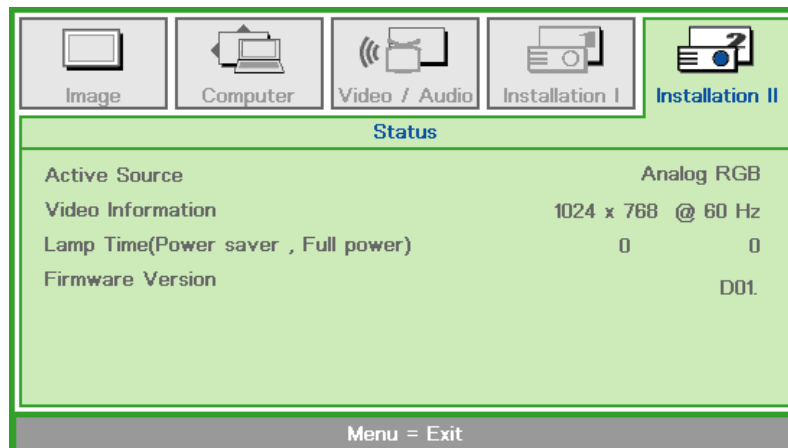 Image Computer Video / Audio Installation I Installation II
Status
Active Source Analog RGB
Video Information 1024 x 768 @ 60 Hz
Lamp Time(Power saver , Full power) 0 0
Firmware Version D01.
Menu = Exit